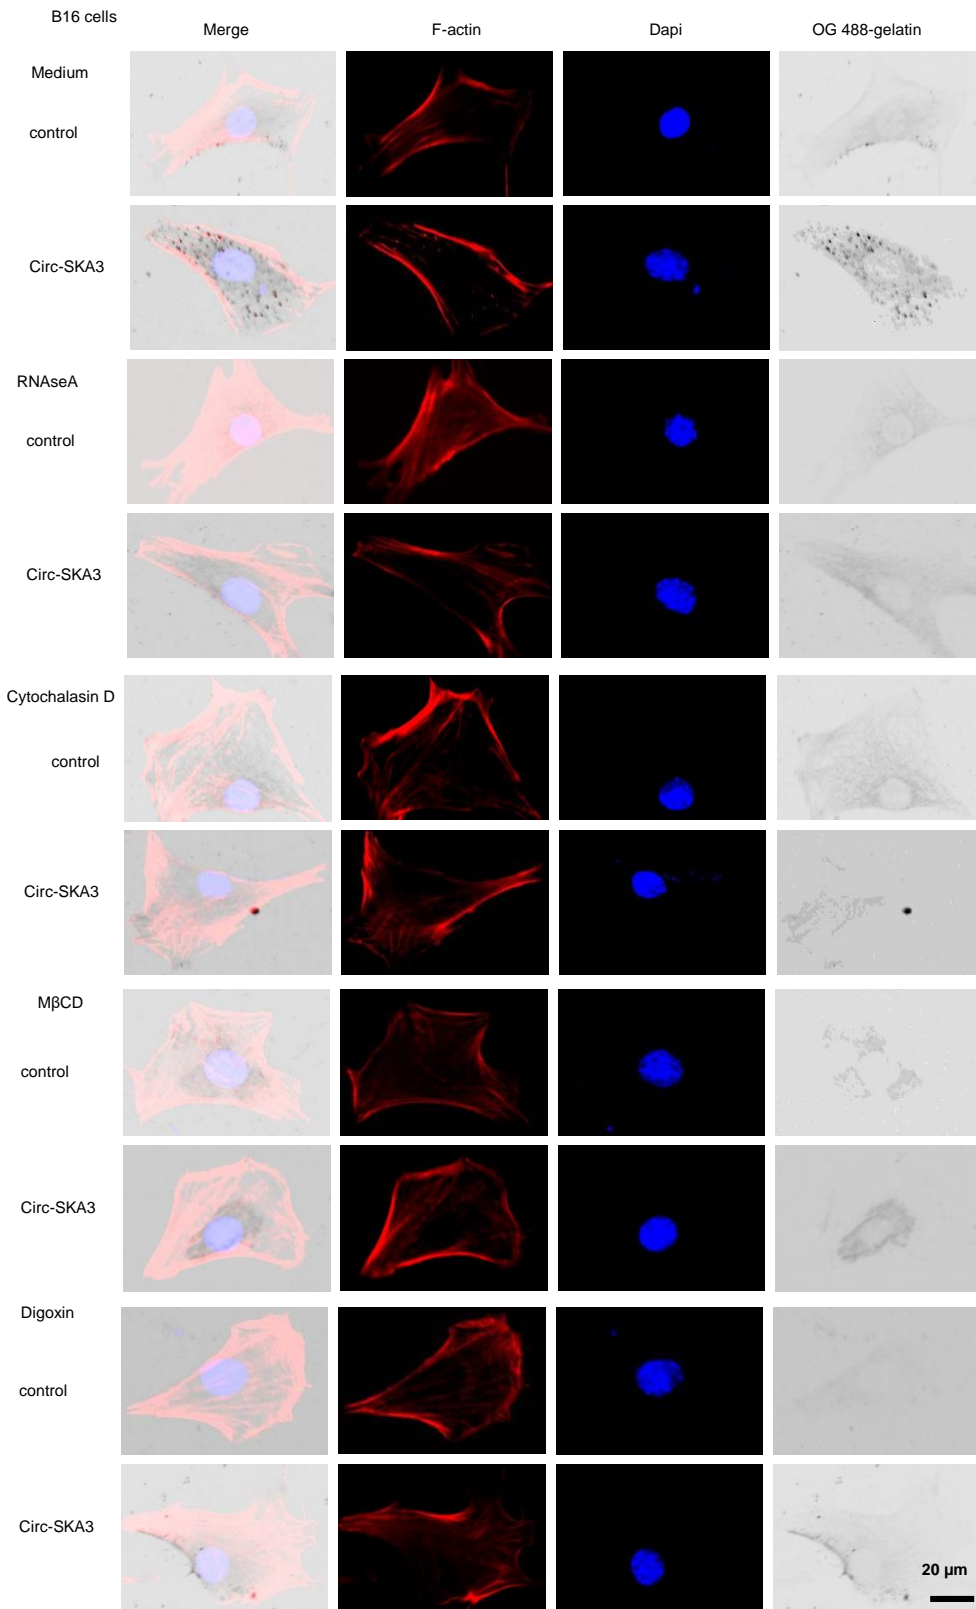 B16 cells
Merge F-actin Dapi OG 488-gelatin
Medium
control
Circ-SKA3
RNAseA
control
Circ-SKA3
Cytochalasin D
control
Circ-SKA3
MβCD
control
Circ-SKA3
Digoxin
control
Circ-SKA3
20 μm